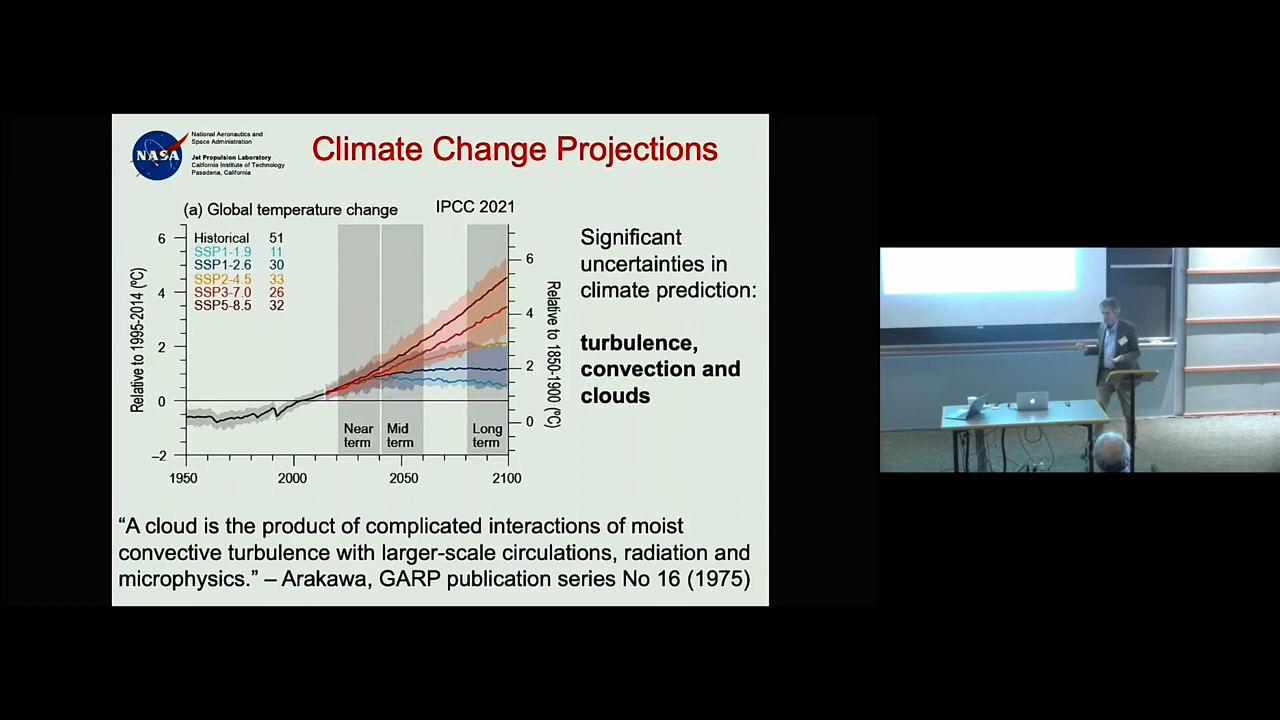 National Aeronautics and
Space Administration
Jet Propulsion Laboratory
California Institute of Technology
Pasadena, California
NASA
Climate Change Projections
(a) Global temperature change
IPCC 2021
Historical 51
SSP1-1.9 11
SSP1-2.6 30
SSP2-4.5 33
SSP3-7.0 26
SSP5-8.5 32
Relative to 1995-2014 (ºC)
6
4
2
0
−2
6
4
2
0
Relative to 1850-1900 (ºC)
Near
term
Mid
term
Long
term
1950 2000 2050 2100
Significant
uncertainties in
climate prediction:
turbulence,
convection and
clouds
“A cloud is the product of complicated interactions of moist
convective turbulence with larger-scale circulations, radiation and
microphysics.” – Arakawa, GARP publication series No 16 (1975)